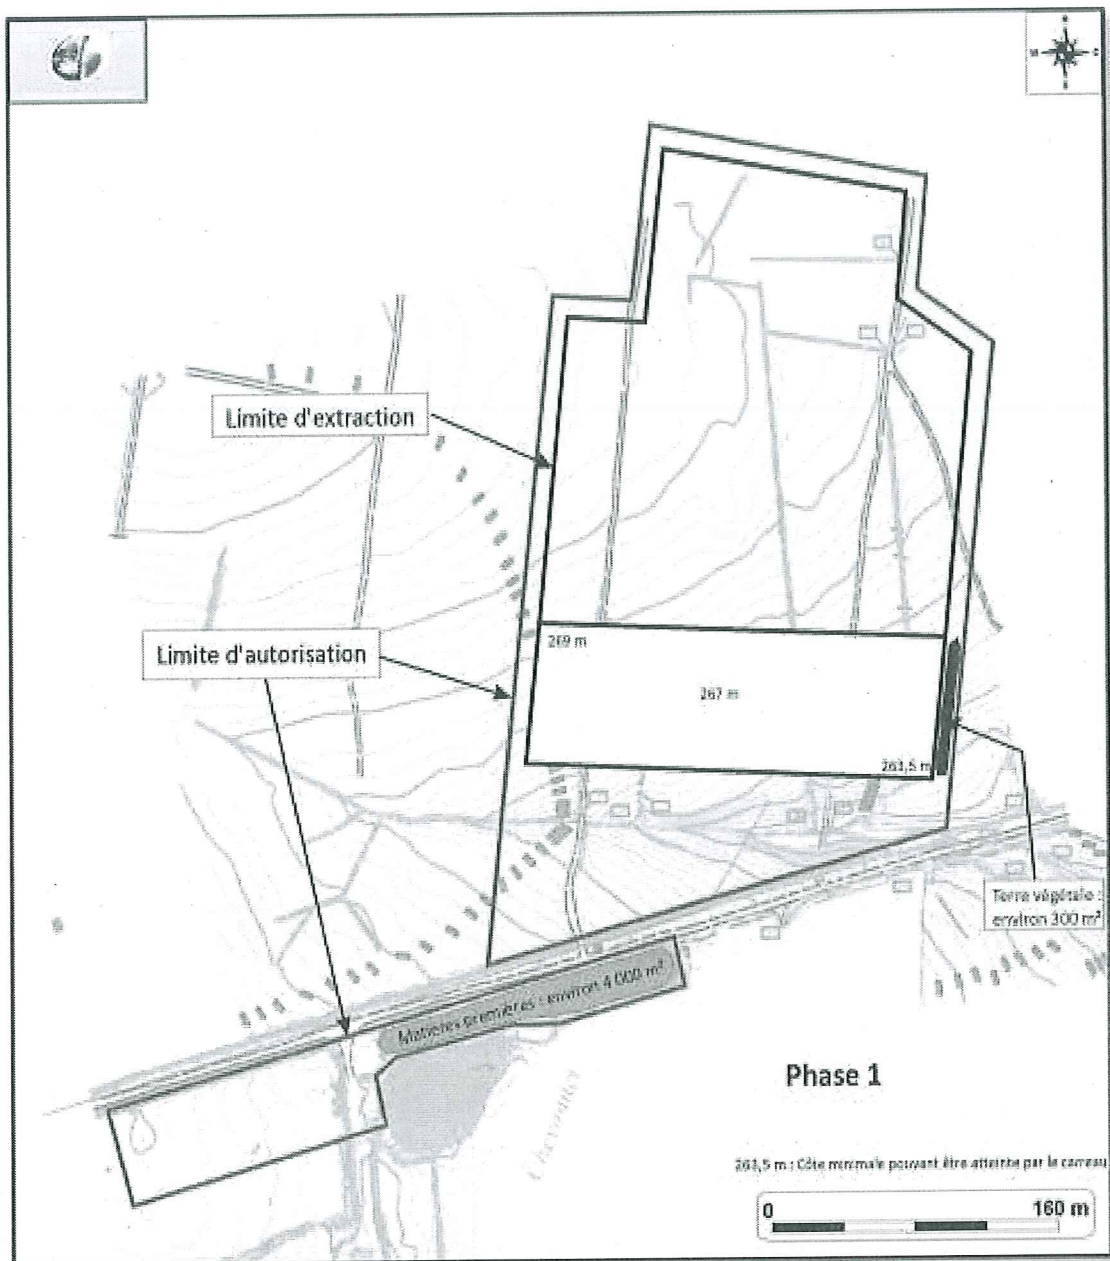 Limite d'extraction
Limite d'autorisation
269 m
267 m
263,5 m
Terre végétale :
environ 300 m²
Matières premières : environ 4 000 m²
Phase 1
263,5 m : Côte minimale pouvant être atteinte par le carreau
0 160 m